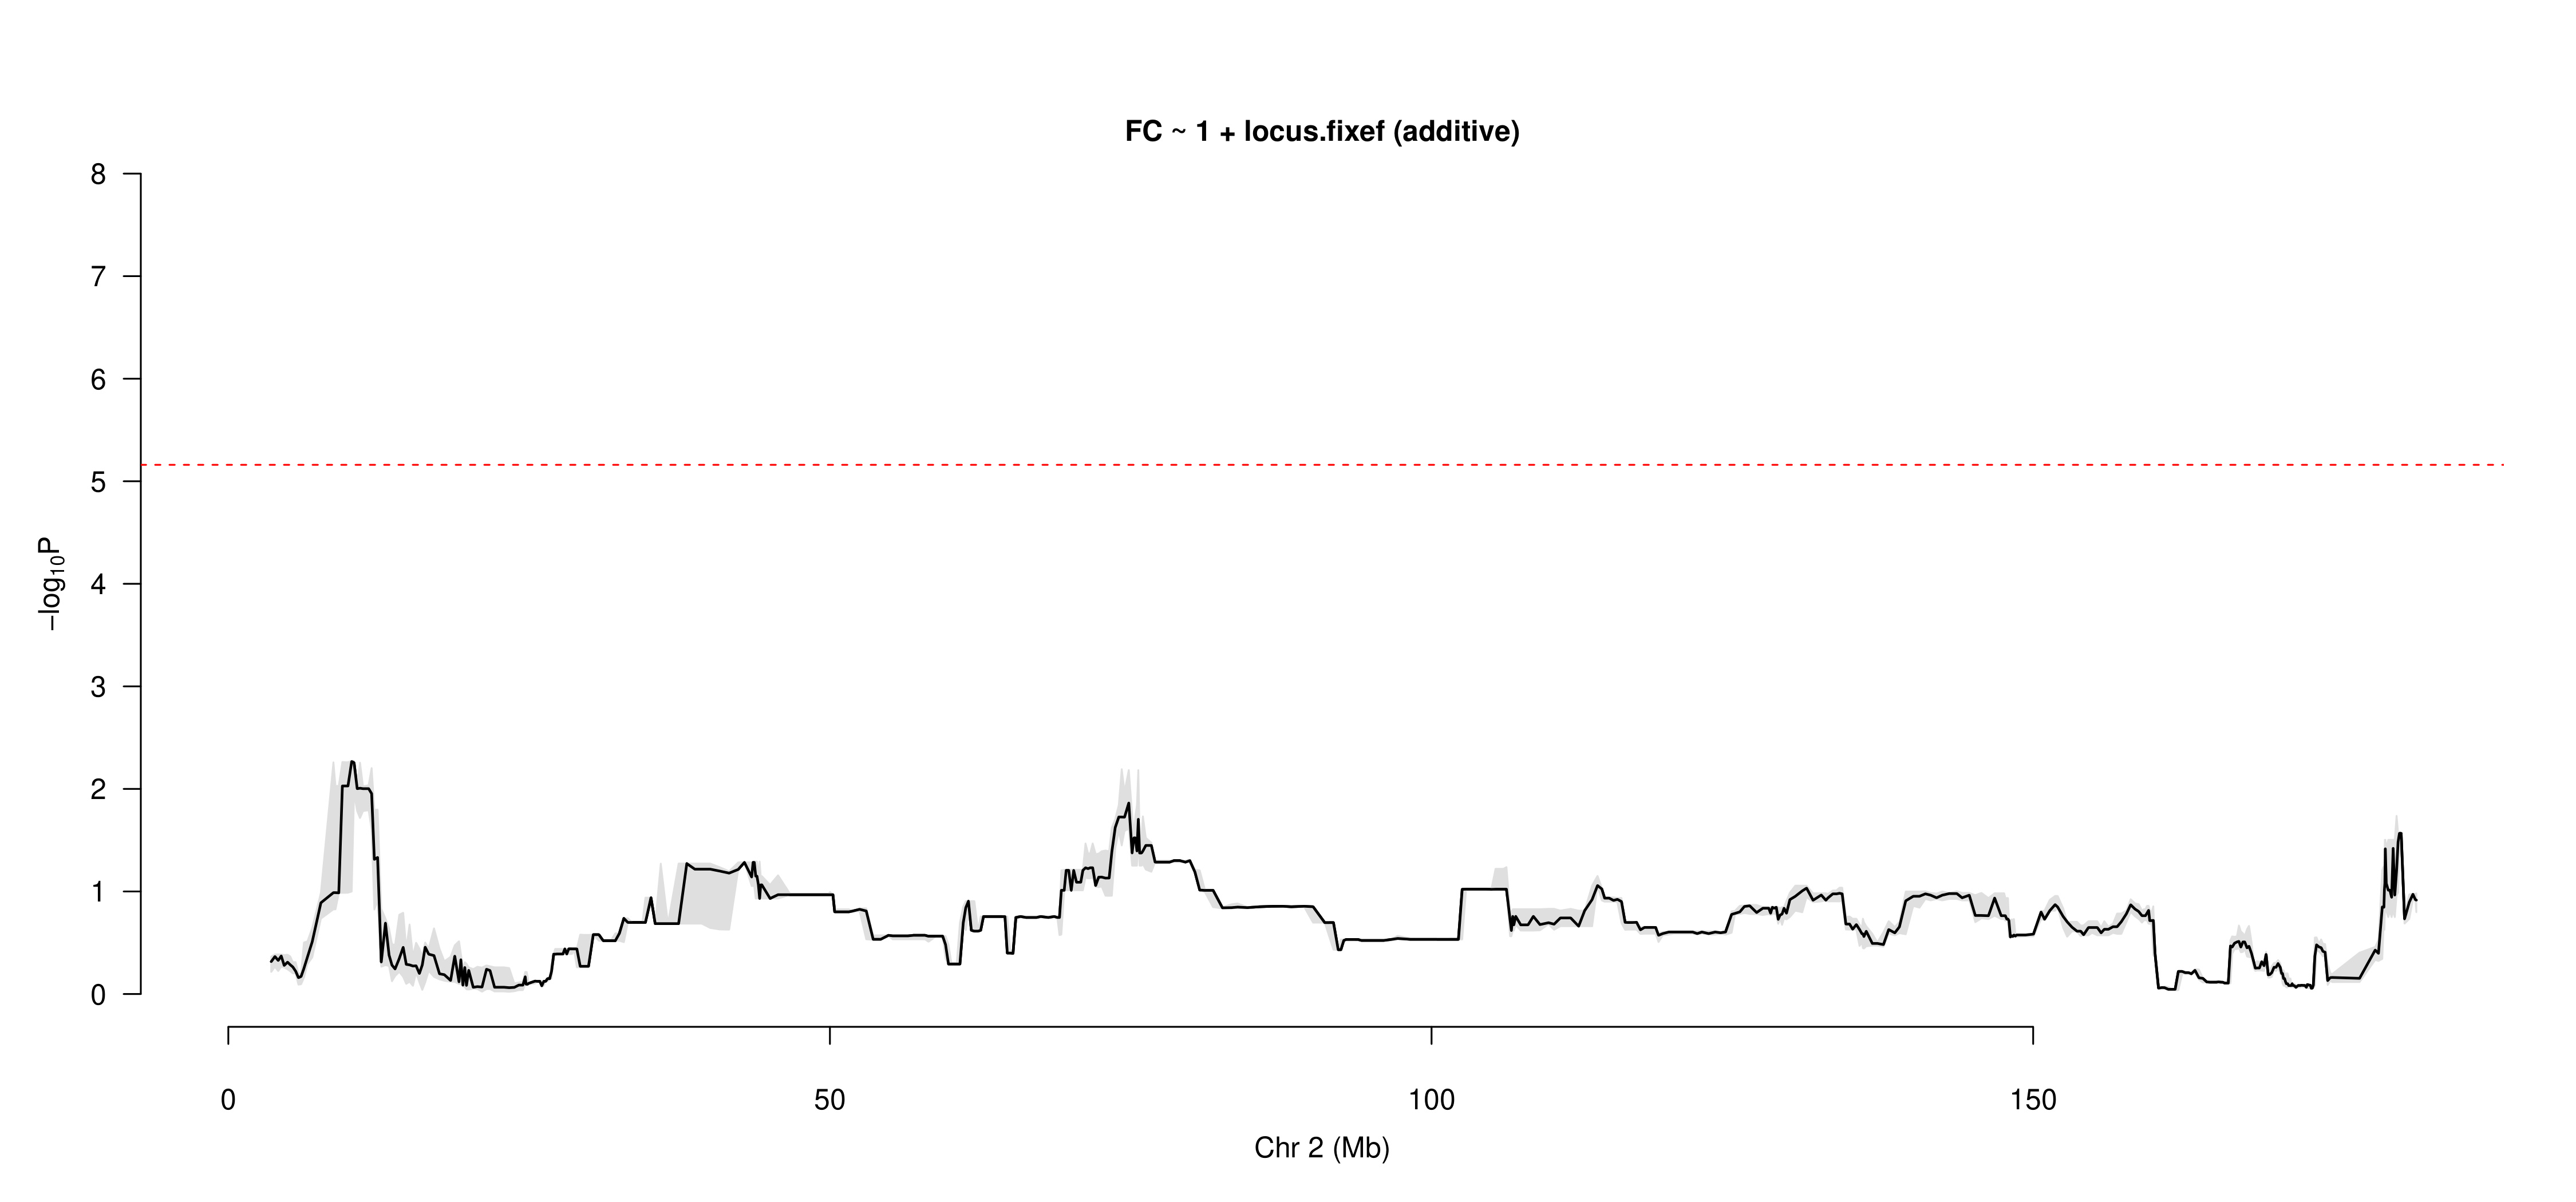 FC ~ 1 + locus.fixef (additive)
8
7
6
5
4
3
2
1
0
−log₁₀P
0 50 100 150
Chr 2 (Mb)